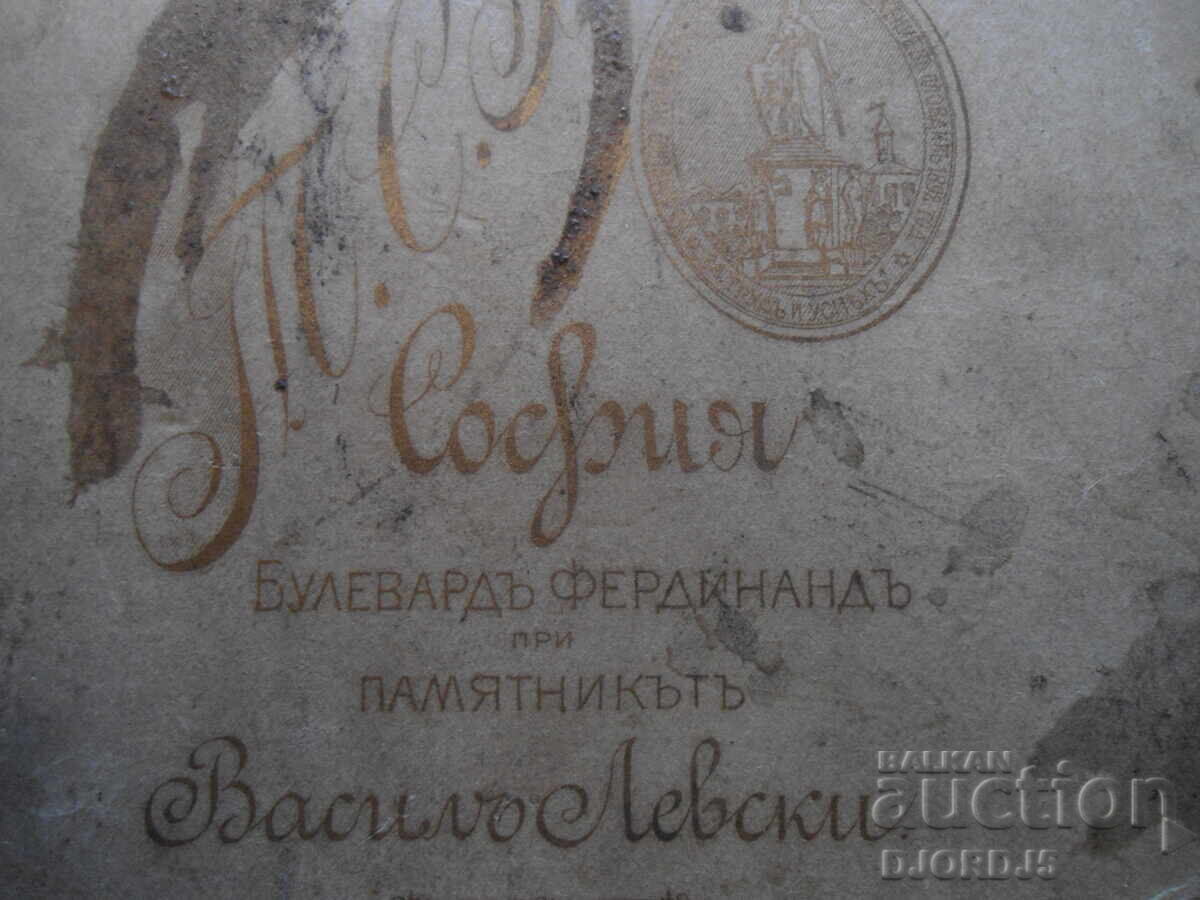 П. С.
София
БУЛЕВАРДЪ ФЕРДИНАНДЪ
ПРИ
ПАМЯТНИКЪТЪ
Василъ Левски.
BALKAN
auction
DJORDJ5